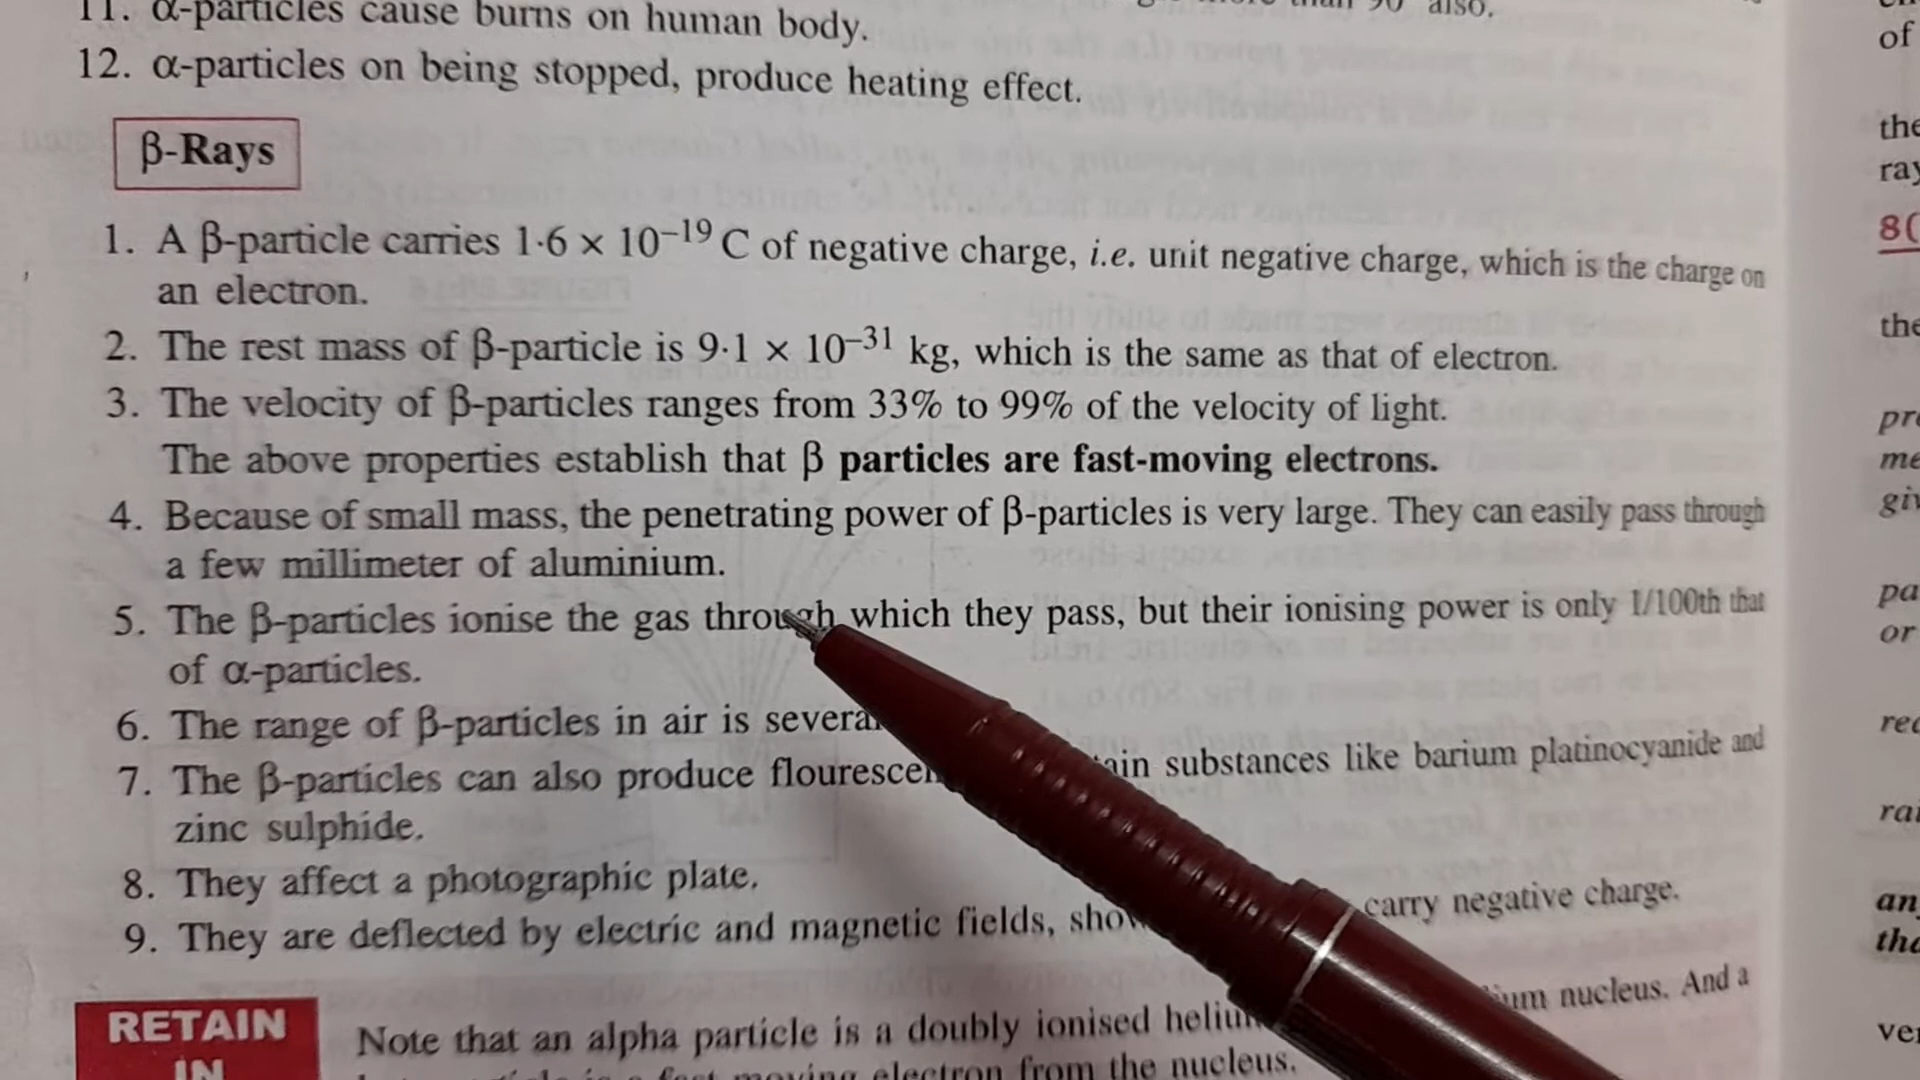 11. α-particles cause burns on human body.
also.
12. α-particles on being stopped, produce heating effect.
β-Rays
1. A β-particle carries 1·6 × 10⁻¹⁹ C of negative charge, i.e. unit negative charge, which is the charge on
an electron.
2. The rest mass of β-particle is 9·1 × 10⁻³¹ kg, which is the same as that of electron.
3. The velocity of β-particles ranges from 33% to 99% of the velocity of light.
The above properties establish that β particles are fast-moving electrons.
4. Because of small mass, the penetrating power of β-particles is very large. They can easily pass through
a few millimeter of aluminium.
5. The β-particles ionise the gas through which they pass, but their ionising power is only 1/100th that
of α-particles.
6. The range of β-particles in air is
7. The β-particles can also produce substances like barium platinocyanide and
zinc sulphide.
8. They affect a photographic plate.
9. They are deflected by electric and magnetic fields, carry negative charge.
RETAIN
IN
Note that an alpha particle is a doubly ionised nucleus. And a
electron from the nucleus.
of
the
8(
the
or